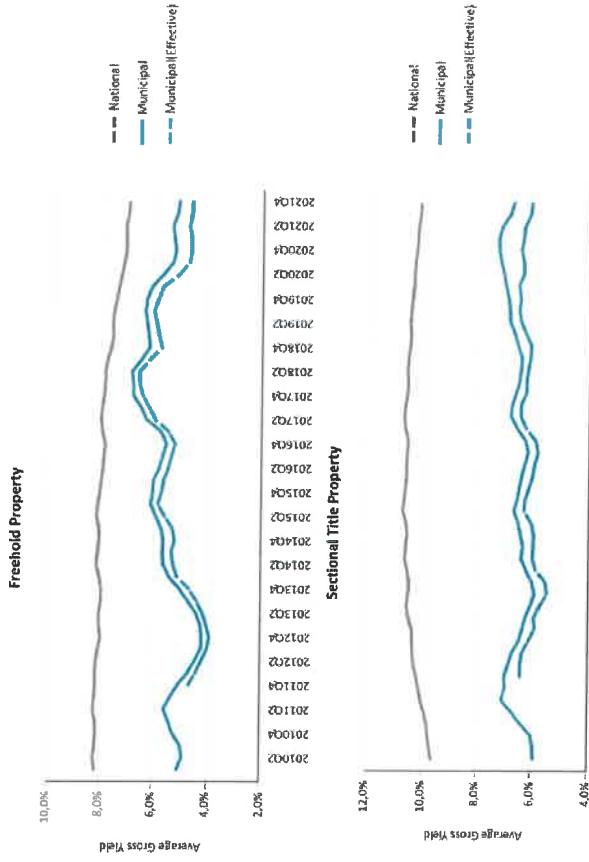 Freehold Property
10,0%
8,0%
6,0%
4,0%
2,0%
Average Gross Yield
2010Q2
2010Q4
2011Q2
2011Q4
2012Q2
2012Q4
2013Q2
2013Q4
2014Q2
2014Q4
2015Q2
2015Q4
2016Q2
2016Q4
2017Q2
2017Q4
2018Q2
2018Q4
2019Q2
2019Q4
2020Q2
2020Q4
2021Q2
2021Q4
National
Municipal
Municipal(Effective)
Sectional Title Property
12,0%
10,0%
8,0%
6,0%
4,0%
Average Gross Yield
National
Municipal
Municipal(Effective)